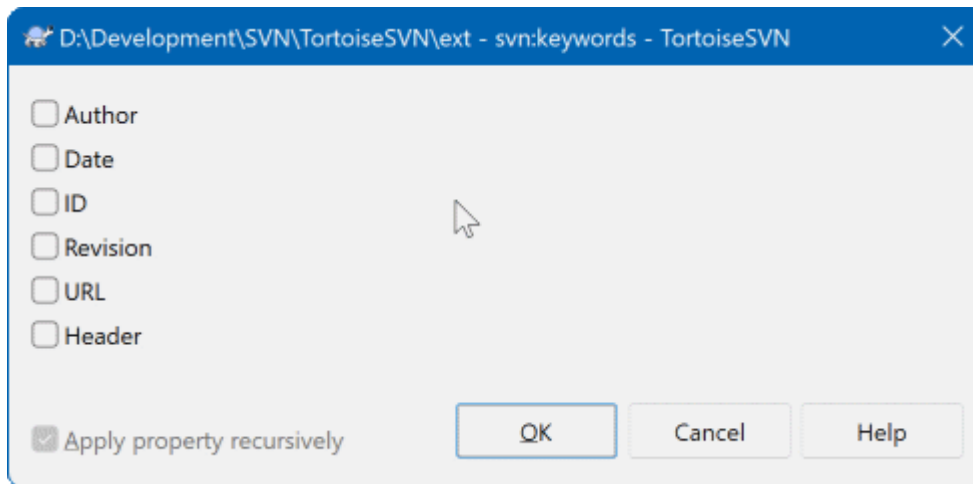 D:\Development\SVN\TortoiseSVN\ext - svn:keywords - TortoiseSVN
Author
Date
ID
Revision
URL
Header
Apply property recursively
OK
Cancel
Help